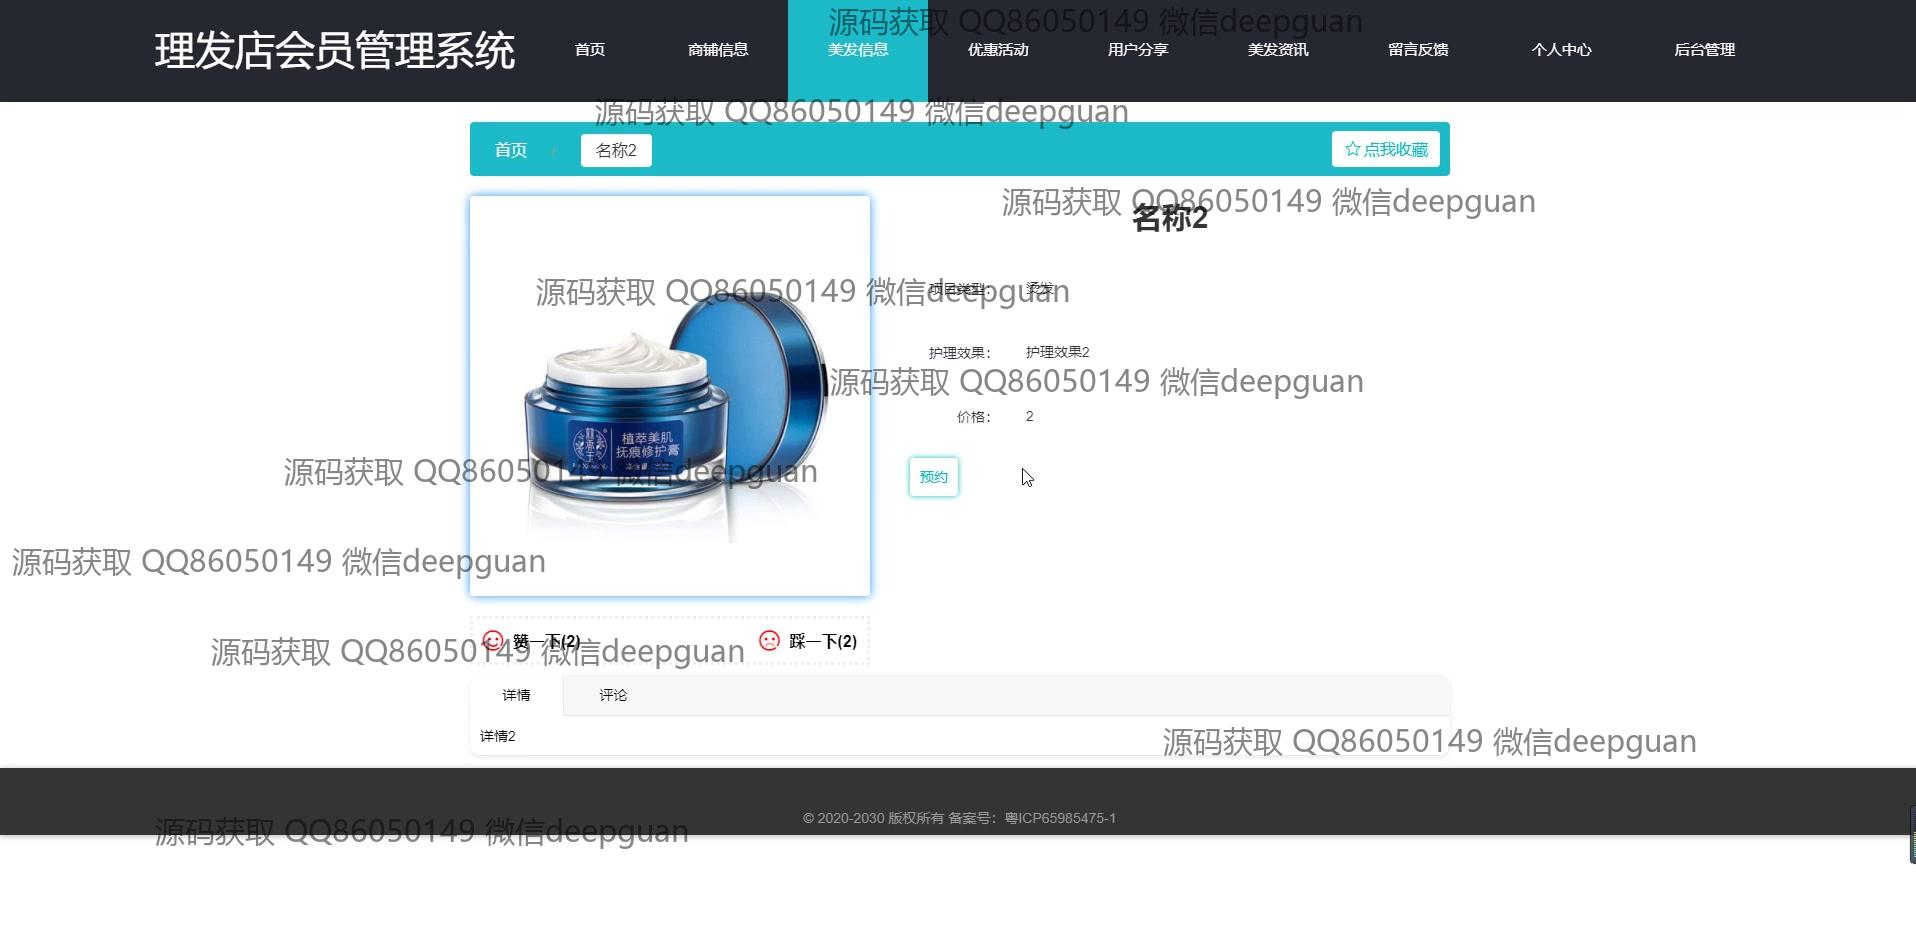 理发店会员管理系统
首页 商铺信息 美发信息 优惠活动 用户分享 美发资讯 留言反馈 个人中心 后台管理
源码获取 QQ86050149 微信deepguan
源码获取 QQ86050149 微信deepguan
首页 / 名称2 点我收藏
源码获取 QQ86050149 微信deepguan
名称2
源码获取 QQ86050149 微信deepguan
项目类型： 烫发
护理效果： 护理效果2
源码获取 QQ86050149 微信deepguan
价格： 2
植萃美肌
抚痕修护膏
源码获取 QQ86050149 微信deepguan
预约
源码获取 QQ86050149 微信deepguan
赞一下(2) 踩一下(2)
源码获取 QQ86050149 微信deepguan
详情 评论
详情2
源码获取 QQ86050149 微信deepguan
© 2020-2030 版权所有 备案号：粤ICP65985475-1
源码获取 QQ86050149 微信deepguan